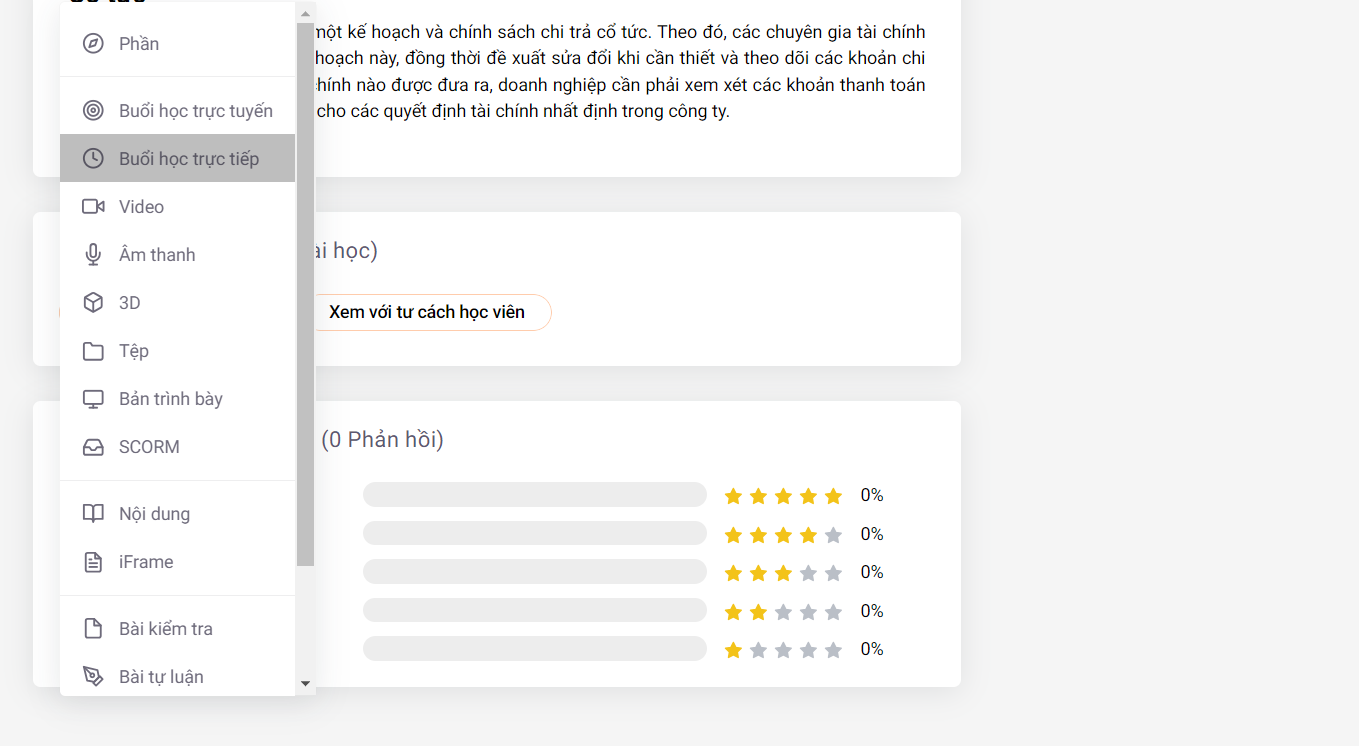 Phần
Buổi học trực tuyến
Buổi học trực tiếp
Video
Âm thanh
3D
Tệp
Bản trình bày
SCORM
Nội dung
iFrame
Bài kiểm tra
Bài tự luận
một kế hoạch và chính sách chi trả cổ tức. Theo đó, các chuyên gia tài chính
hoạch này, đồng thời đề xuất sửa đổi khi cần thiết và theo dõi các khoản chi
chính nào được đưa ra, doanh nghiệp cần phải xem xét các khoản thanh toán
cho các quyết định tài chính nhất định trong công ty.
học)
Xem với tư cách học viên
(0 Phản hồi)
0%
0%
0%
0%
0%